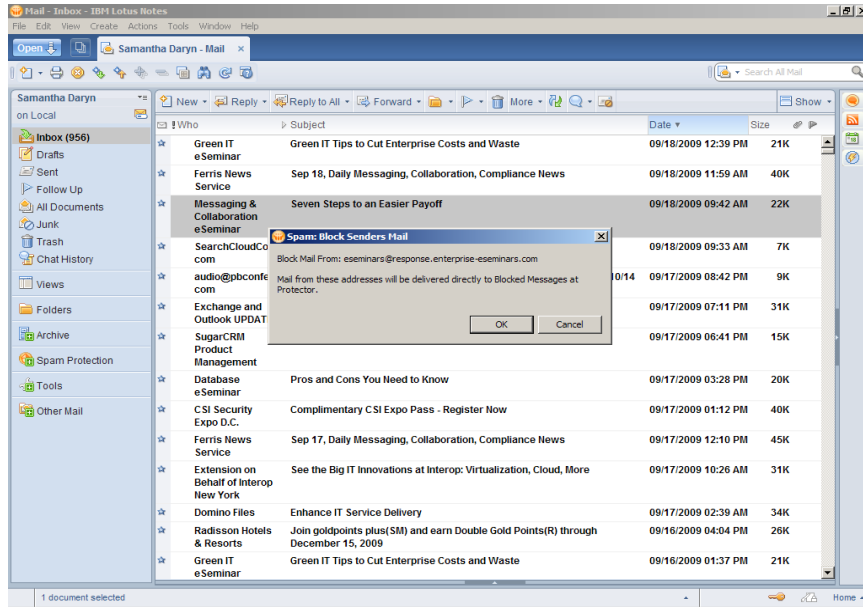 Mail - Inbox - IBM Lotus Notes
File Edit View Create Actions Tools Window Help
Open
Samantha Daryn - Mail ×
Search All Mail
Samantha Daryn
on Local
Inbox (956)
Drafts
Sent
Follow Up
All Documents
Junk
Trash
Chat History
Views
Folders
Archive
Spam Protection
Tools
Other Mail
New Reply Reply to All Forward More Show
! Who Subject Date Size
Green IT Green IT Tips to Cut Enterprise Costs and Waste 09/18/2009 12:39 PM 21K
eSeminar
Ferris News Sep 18, Daily Messaging, Collaboration, Compliance News 09/18/2009 11:59 AM 40K
Service
Messaging & Seven Steps to an Easier Payoff 09/18/2009 09:42 AM 22K
Collaboration
eSeminar
SearchCloudCo 09/18/2009 09:33 AM 7K
com
audio@pbconfe 10/14 09/17/2009 08:42 PM 9K
com
Exchange and 09/17/2009 07:11 PM 31K
Outlook UPDAT
SugarCRM 09/17/2009 06:41 PM 15K
Product
Management
Spam: Block Senders Mail
Block Mail From: eseminars@response.enterprise-eseminars.com
Mail from these addresses will be delivered directly to Blocked Messages at
Protector.
OK Cancel
Database Pros and Cons You Need to Know 09/17/2009 03:28 PM 20K
eSeminar
CSI Security Complimentary CSI Expo Pass - Register Now 09/17/2009 01:12 PM 40K
Expo D.C.
Ferris News Sep 17, Daily Messaging, Collaboration, Compliance News 09/17/2009 12:10 PM 45K
Service
Extension on See the Big IT Innovations at Interop: Virtualization, Cloud, More 09/17/2009 10:26 AM 31K
Behalf of Interop
New York
Domino Files Enhance IT Service Delivery 09/17/2009 02:39 AM 34K
Radisson Hotels Join goldpoints plus(SM) and earn Double Gold Points(R) through 09/16/2009 04:04 PM 26K
& Resorts December 15, 2009
Green IT Green IT Tips to Cut Enterprise Costs and Waste 09/16/2009 01:37 PM 21K
eSeminar
1 document selected
Home